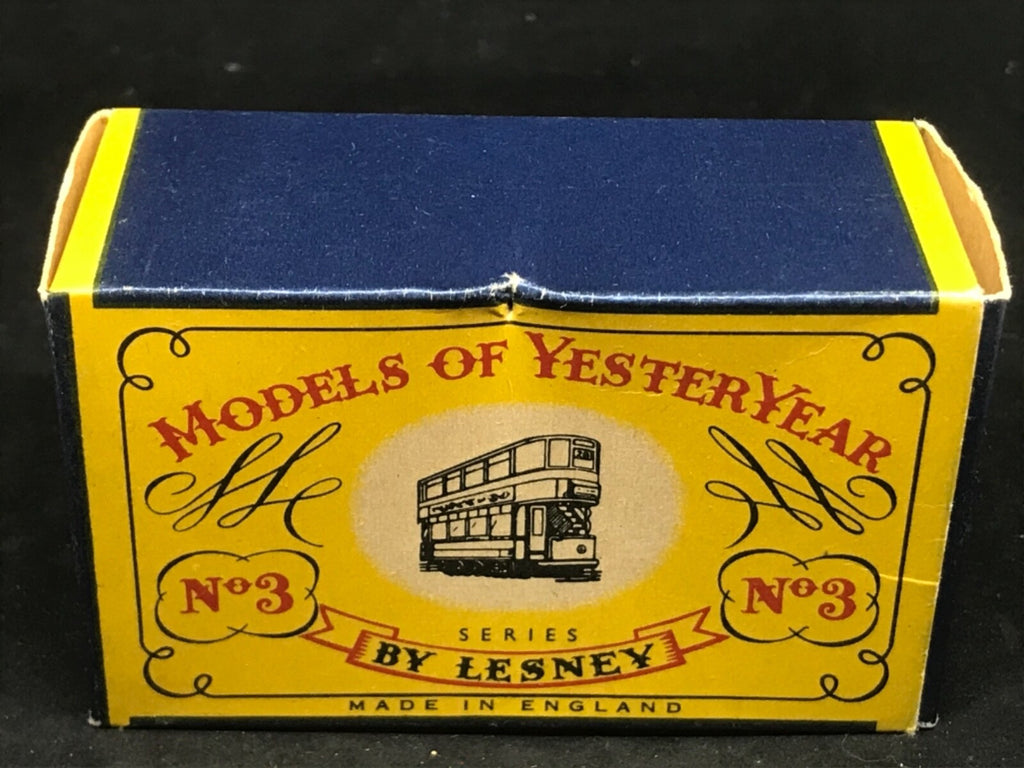 MODELS OF YESTERYEAR
Nº3
Nº3
SERIES
BY LESNEY
MADE IN ENGLAND